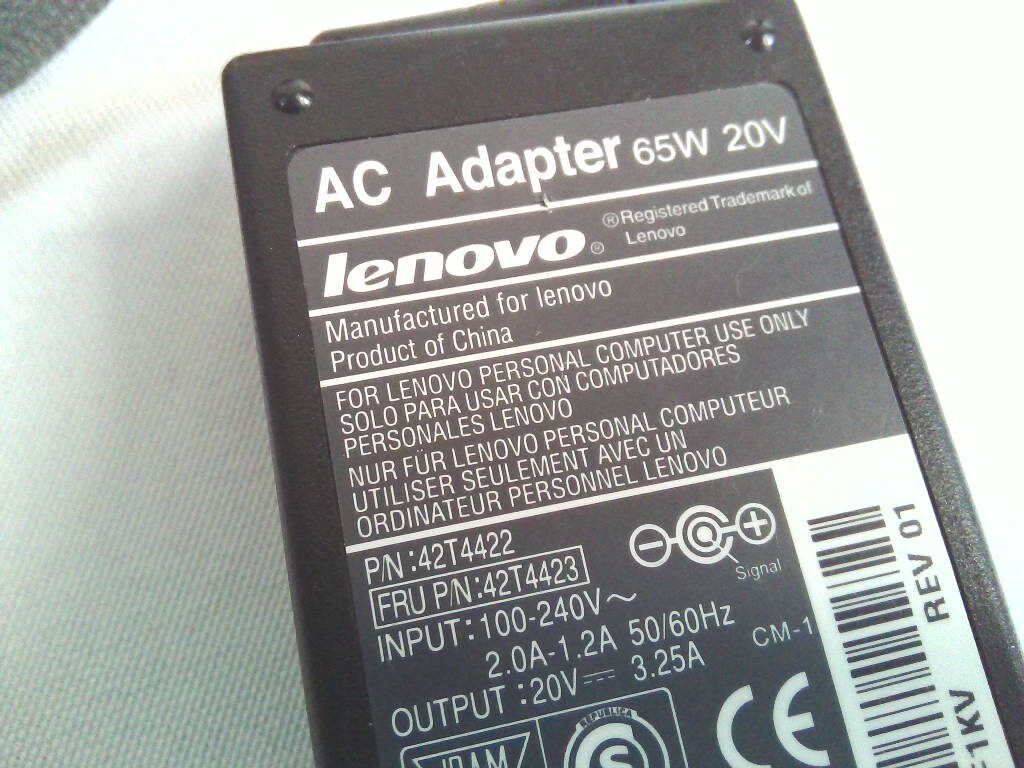 AC Adapter 65W 20V
lenovo ® ® Registered Trademark of
Lenovo
Manufactured for lenovo
Product of China
FOR LENOVO PERSONAL COMPUTER USE ONLY
SOLO PARA USAR CON COMPUTADORES
PERSONALES LENOVO
NUR FÜR LENOVO PERSONAL COMPUTEUR
UTILISER SEULEMENT AVEC UN
ORDINATEUR PERSONNEL LENOVO
P/N :42T4422
FRU P/N:42T4423
Signal
INPUT : 100-240V~
2.0A-1.2A 50/60Hz
OUTPUT :20V⎓ 3.25A
CM-1
REPUBLICA
S
CE
REV 01